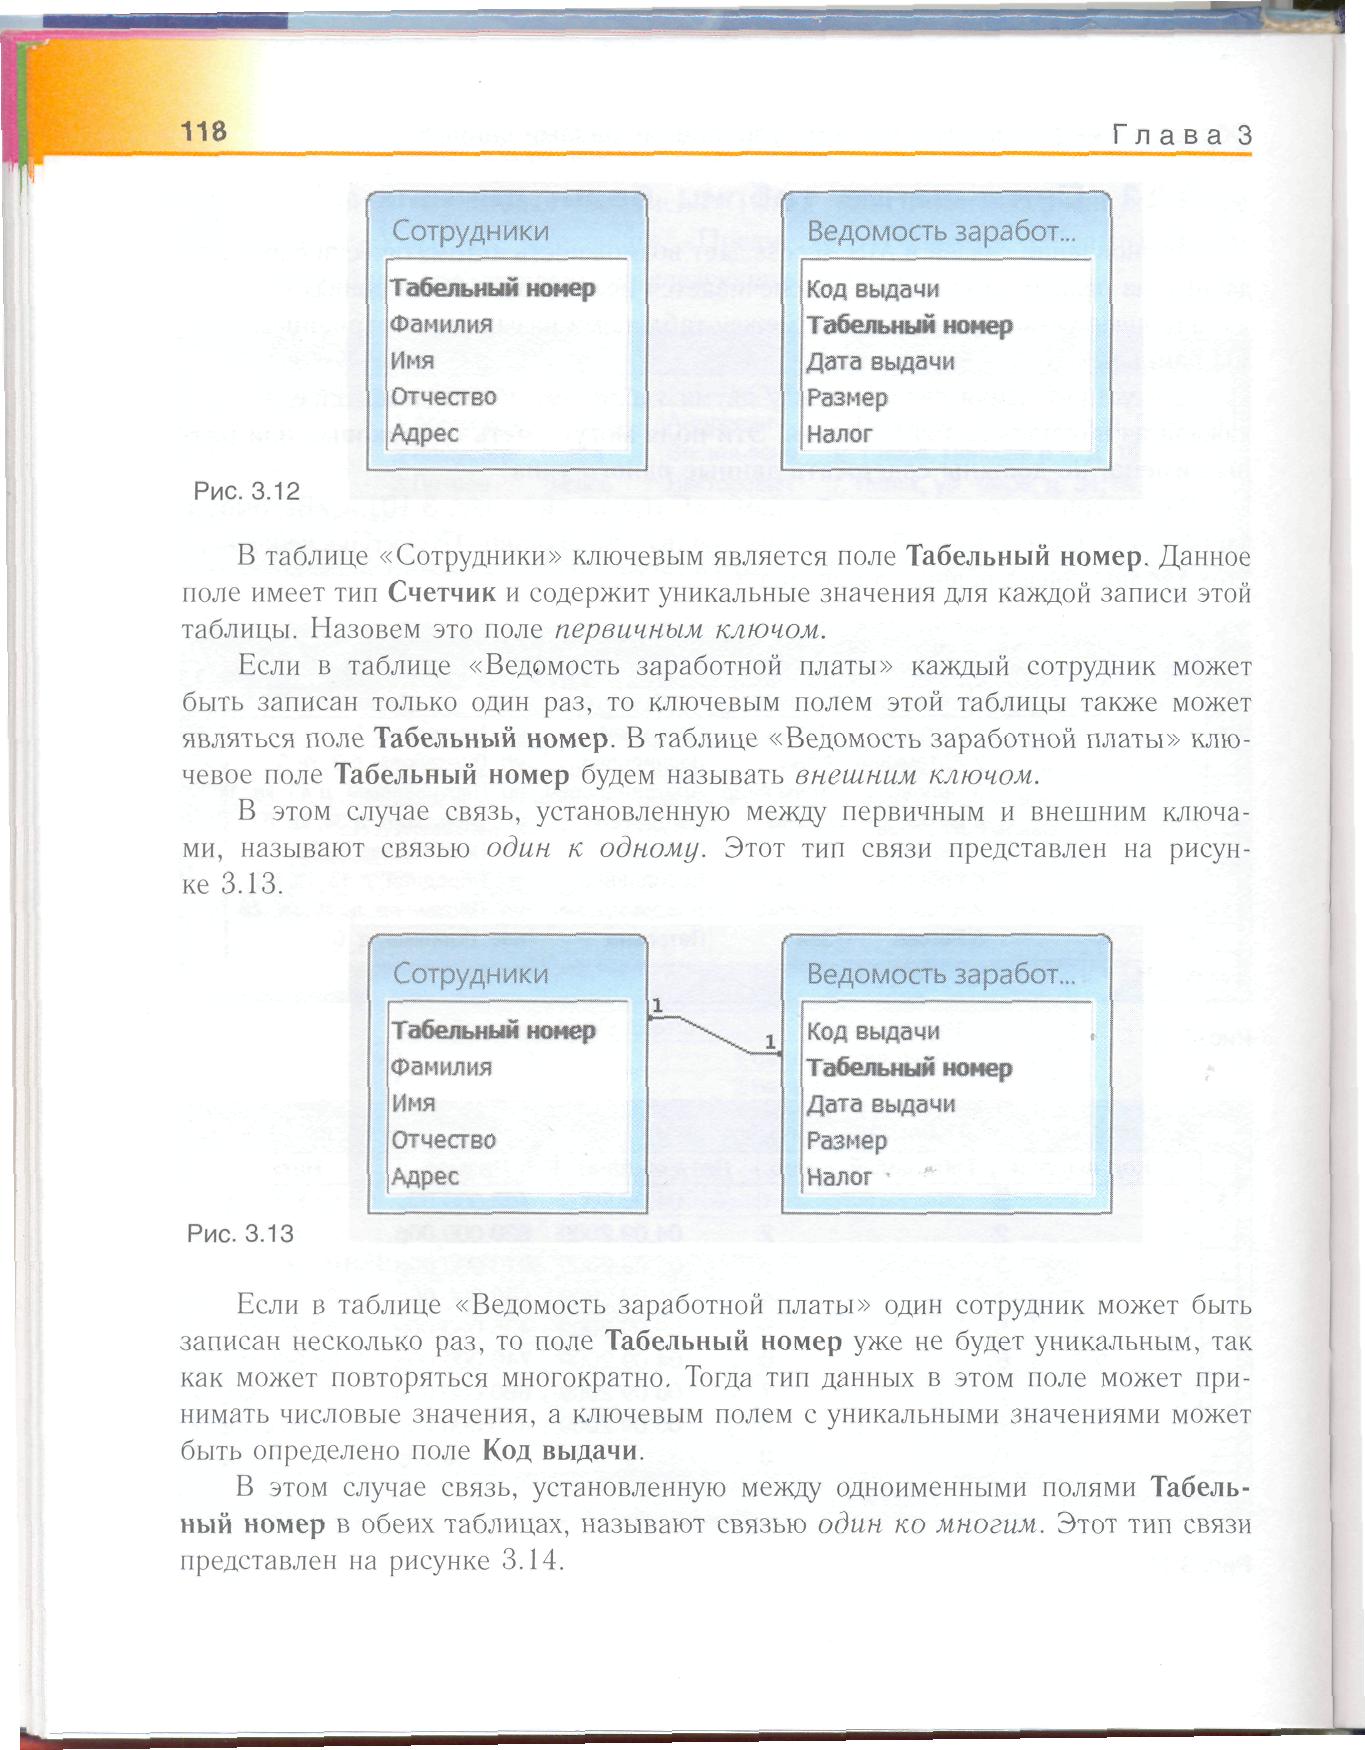 118
Глава 3
Сотрудники
Табельный номер
Фамилия
Имя
Отчество
Адрес
Ведомость заработ...
Код выдачи
Табельный номер
Дата выдачи
Размер
Налог
Рис. 3.12
В таблице «Сотрудники» ключевым является поле Табельный номер. Данное
поле имеет тип Счетчик и содержит уникальные значения для каждой записи этой
таблицы. Назовем это поле первичным ключом.
Если в таблице «Ведомость заработной платы» каждый сотрудник может
быть записан только один раз, то ключевым полем этой таблицы также может
являться поле Табельный номер. В таблице «Ведомость заработной платы» клю-
чевое поле Табельный номер будем называть внешним ключом.
В этом случае связь, установленную между первичным и внешним ключа-
ми, называют связью один к одному. Этот тип связи представлен на рисун-
ке 3.13.
Сотрудники
Табельный номер
Фамилия
Имя
Отчество
Адрес
1
1
Ведомость заработ...
Код выдачи
Табельный номер
Дата выдачи
Размер
Налог
Рис. 3.13
Если в таблице «Ведомость заработной платы» один сотрудник может быть
записан несколько раз, то поле Табельный номер уже не будет уникальным, так
как может повторяться многократно. Тогда тип данных в этом поле может при-
нимать числовые значения, а ключевым полем с уникальными значениями может
быть определено поле Код выдачи.
В этом случае связь, установленную между одноименными полями Табель-
ный номер в обеих таблицах, называют связью один ко многим. Этот тип связи
представлен на рисунке 3.14.